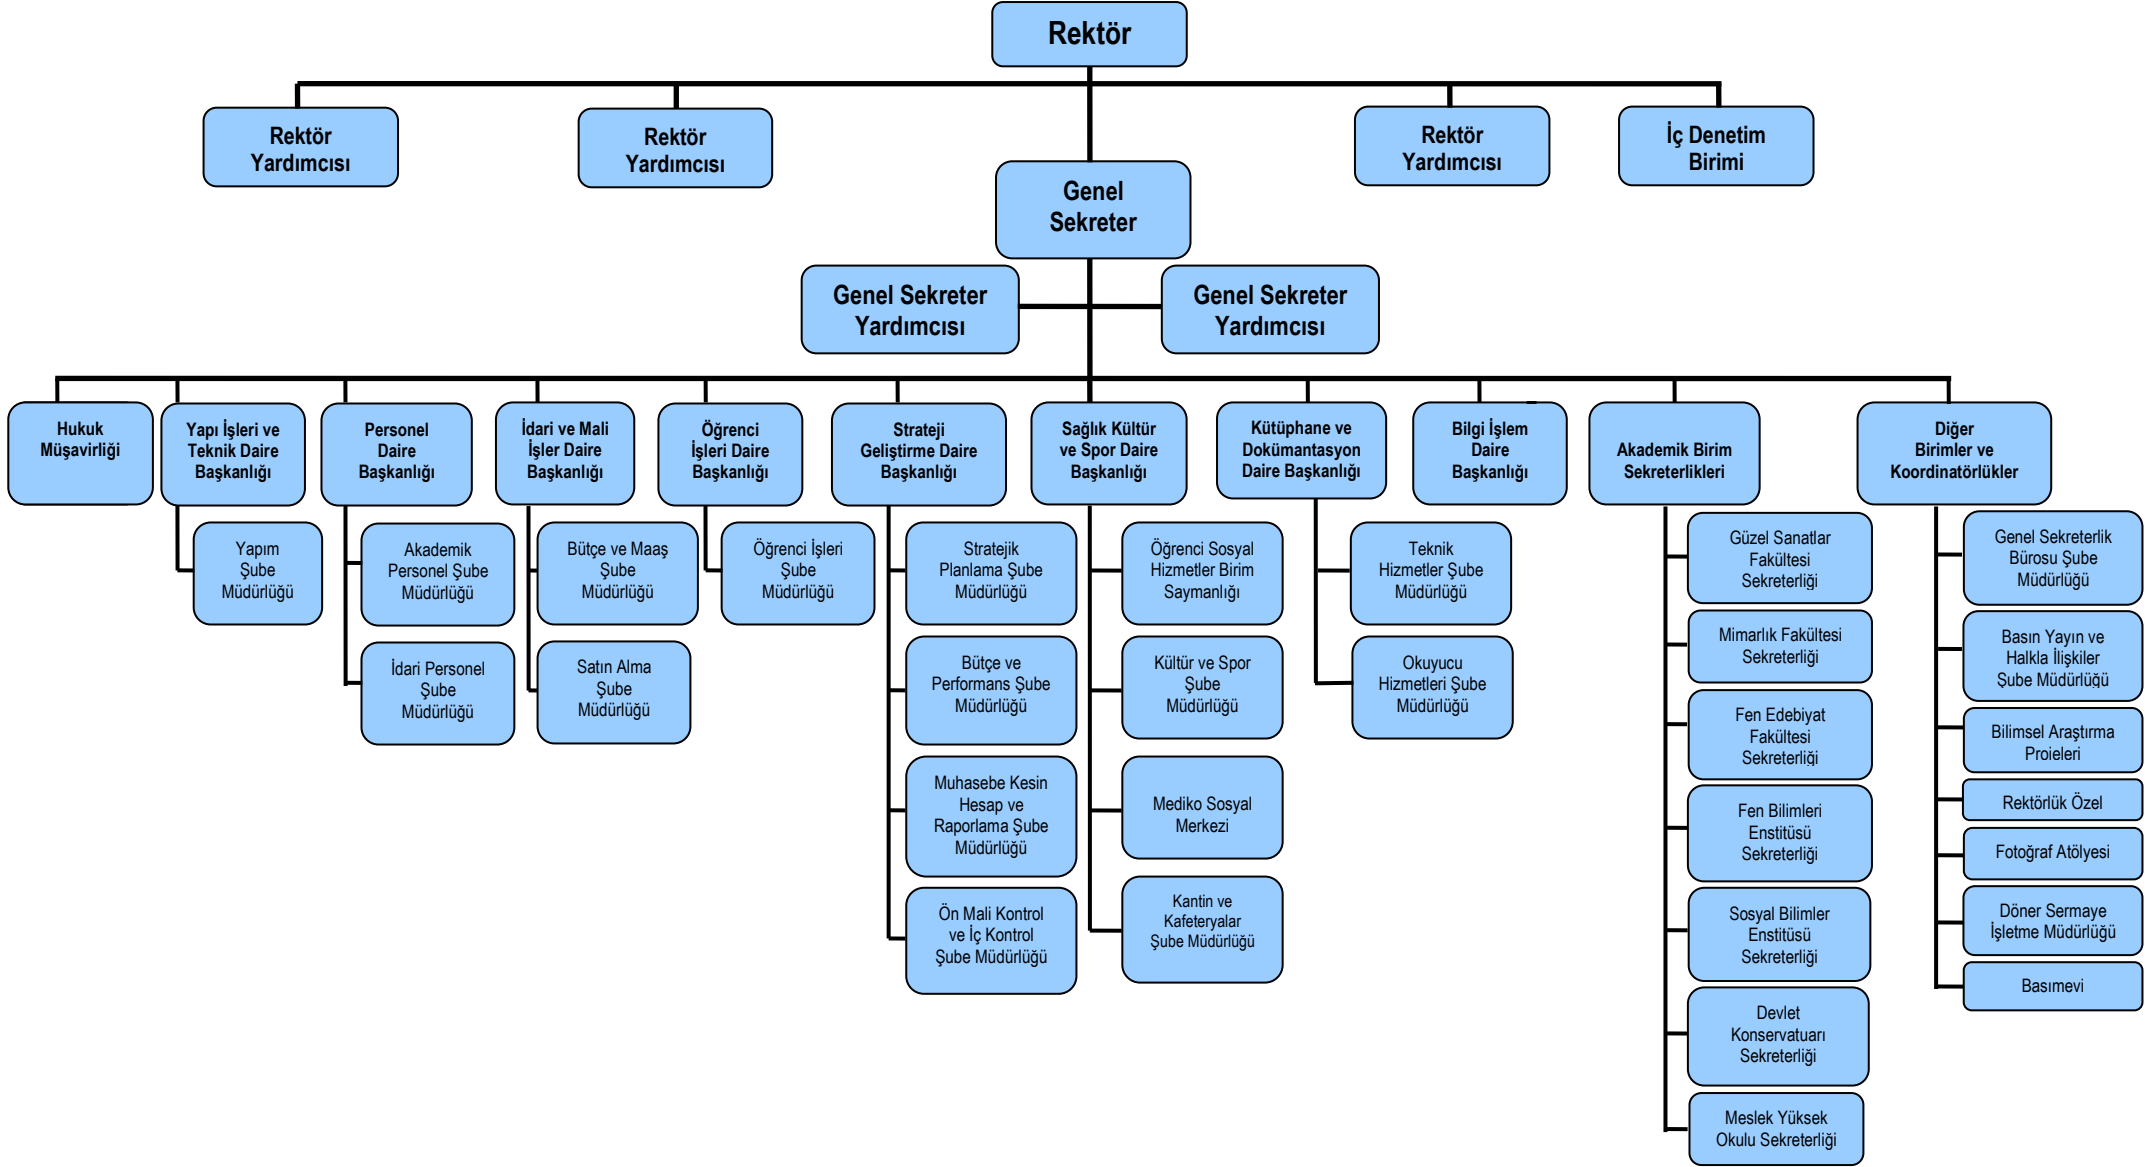 Rektör
Rektör
Yardımcısı
Rektör
Yardımcısı
Rektör
Yardımcısı
İç Denetim
Birimi
Genel
Sekreter
Genel Sekreter
Yardımcısı
Genel Sekreter
Yardımcısı
Hukuk
Müşavirliği
Yapı İşleri ve
Teknik Daire
Başkanlığı
Personel
Daire
Başkanlığı
İdari ve Mali
İşler Daire
Başkanlığı
Öğrenci
İşleri Daire
Başkanlığı
Strateji
Geliştirme Daire
Başkanlığı
Sağlık Kültür
ve Spor Daire
Başkanlığı
Kütüphane ve
Dokümantasyon
Daire Başkanlığı
Bilgi İşlem
Daire
Başkanlığı
Akademik Birim
Sekreterlikleri
Diğer
Birimler ve
Koordinatörlükler
Yapım
Şube
Müdürlüğü
Akademik
Personel Şube
Müdürlüğü
İdari Personel
Şube
Müdürlüğü
Bütçe ve Maaş
Şube
Müdürlüğü
Satın Alma
Şube
Müdürlüğü
Öğrenci İşleri
Şube
Müdürlüğü
Stratejik
Planlama Şube
Müdürlüğü
Bütçe ve
Performans Şube
Müdürlüğü
Muhasebe Kesin
Hesap ve
Raporlama Şube
Müdürlüğü
Ön Mali Kontrol
ve İç Kontrol
Şube Müdürlüğü
Öğrenci Sosyal
Hizmetler Birim
Saymanlığı
Kültür ve Spor
Şube
Müdürlüğü
Mediko Sosyal
Merkezi
Kantin ve
Kafeteryalar
Şube Müdürlüğü
Teknik
Hizmetler Şube
Müdürlüğü
Okuyucu
Hizmetleri Şube
Müdürlüğü
Güzel Sanatlar
Fakültesi
Sekreterliği
Mimarlık Fakültesi
Sekreterliği
Fen Edebiyat
Fakültesi
Sekreterliği
Fen Bilimleri
Enstitüsü
Sekreterliği
Sosyal Bilimler
Enstitüsü
Sekreterliği
Devlet
Konservatuarı
Sekreterliği
Meslek Yüksek
Okulu Sekreterliği
Genel Sekreterlik
Bürosu Şube
Müdürlüğü
Basın Yayın ve
Halkla İlişkiler
Şube Müdürlüğü
Bilimsel Araştırma
Projeleri
Rektörlük Özel
Fotoğraf Atölyesi
Döner Sermaye
İşletme Müdürlüğü
Basımevi